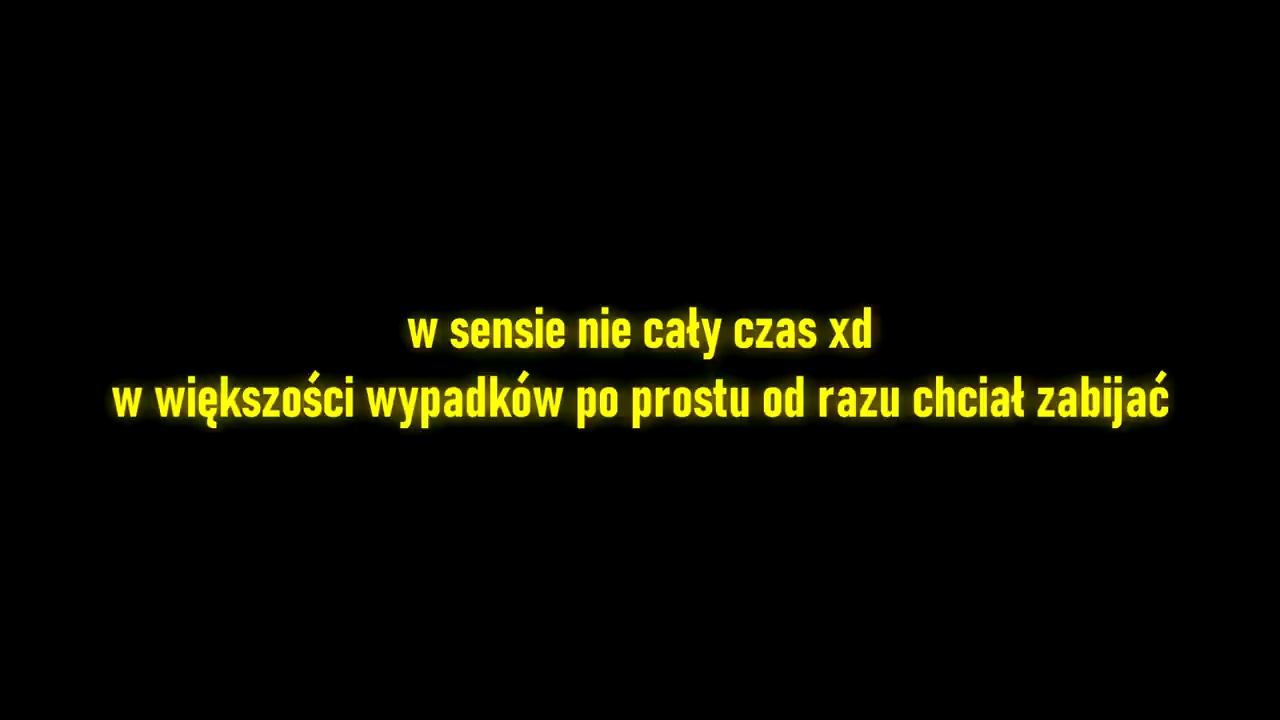 w sensie nie cały czas xd
w większości wypadków po prostu od razu chciał zabijać